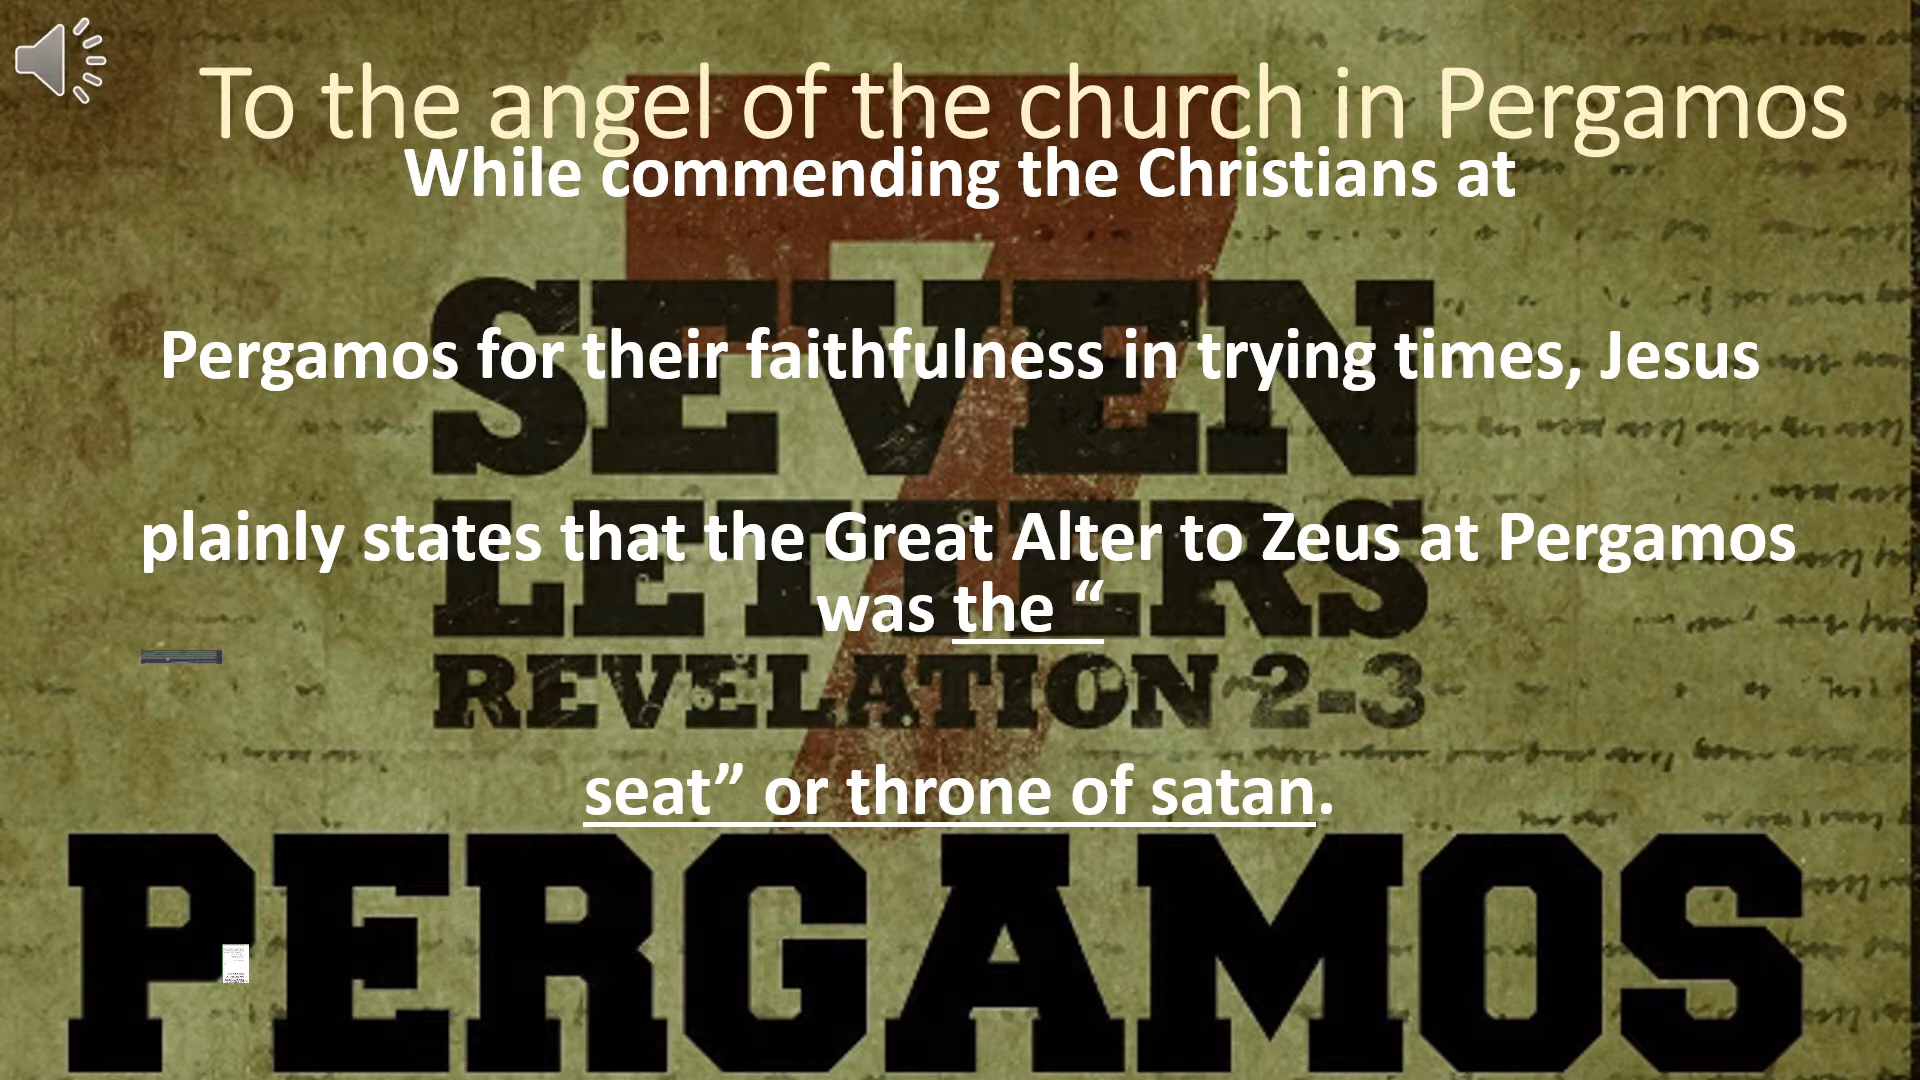 To the angel of the church in Pergamos
While commending the Christians at
Pergamos for their faithfulness in trying times, Jesus
plainly states that the Great Alter to Zeus at Pergamos
was the “
seat” or throne of satan.
7
SEVEN
LETTERS
REVELATION 2-3
PERGAMOS